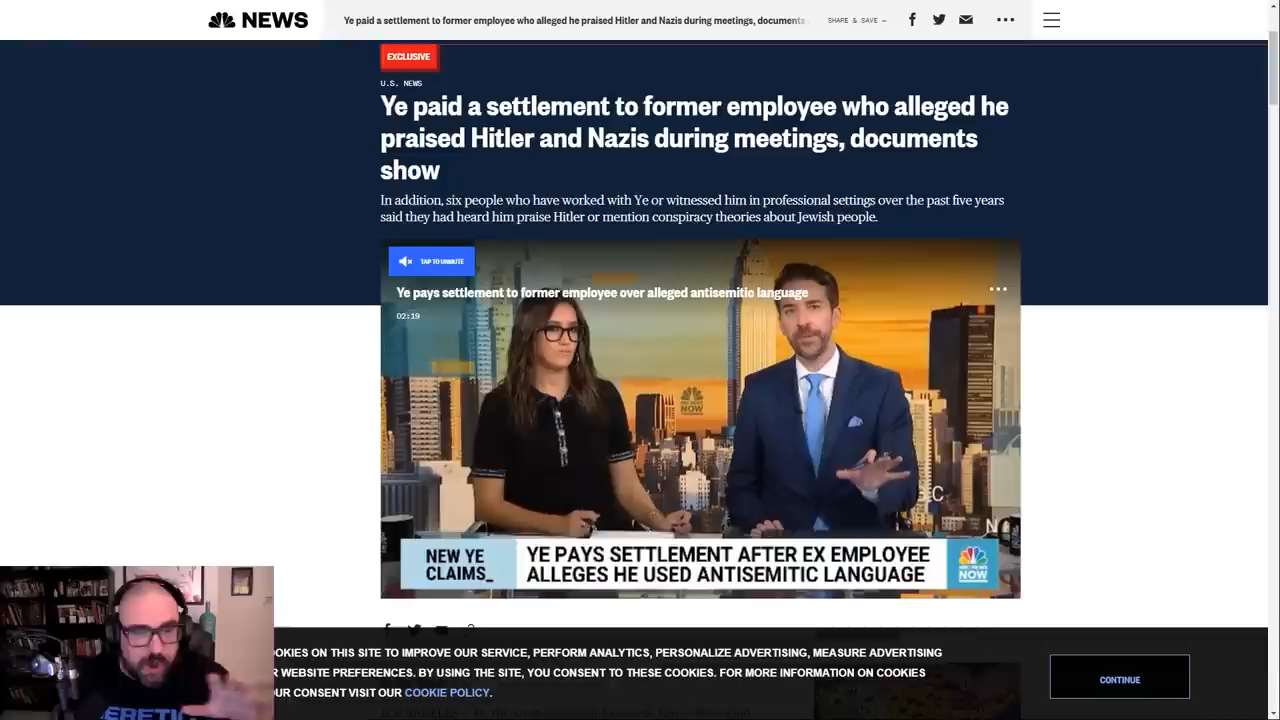 NEWS
Ye paid a settlement to former employee who alleged he praised Hitler and Nazis during meetings, documents
SHARE & SAVE —
EXCLUSIVE
U.S. NEWS
Ye paid a settlement to former employee who alleged he
praised Hitler and Nazis during meetings, documents
show
In addition, six people who have worked with Ye or witnessed him in professional settings over the past five years
said they had heard him praise Hitler or mention conspiracy theories about Jewish people.
TAP TO UNMUTE
Ye pays settlement to former employee over alleged antisemitic language
02:19
NOW
NEW YE
CLAIMS_
YE PAYS SETTLEMENT AFTER EX EMPLOYEE
ALLEGES HE USED ANTISEMITIC LANGUAGE
NBC NEWS
NOW
OKIES ON THIS SITE TO IMPROVE OUR SERVICE, PERFORM ANALYTICS, PERSONALIZE ADVERTISING, MEASURE ADVERTISING
R WEBSITE PREFERENCES. BY USING THE SITE, YOU CONSENT TO THESE COOKIES. FOR MORE INFORMATION ON COOKIES
OUR CONSENT VISIT OUR COOKIE POLICY.
CONTINUE
ERETIC